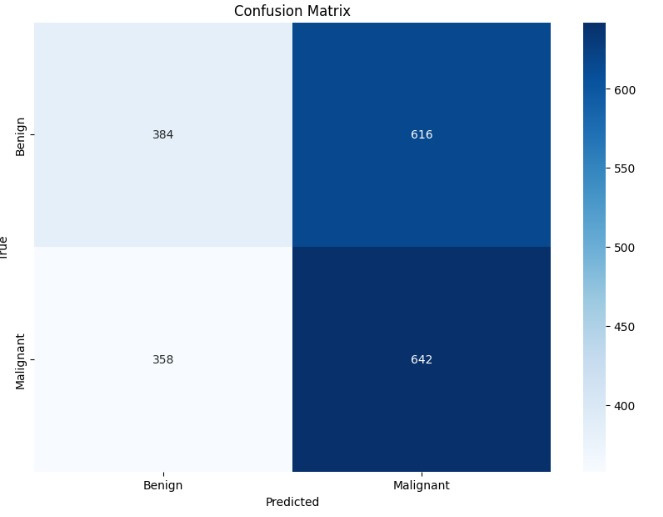 Confusion Matrix
Benign
384
616
True
Malignant
358
642
Benign
Malignant
Predicted
600
550
500
450
400